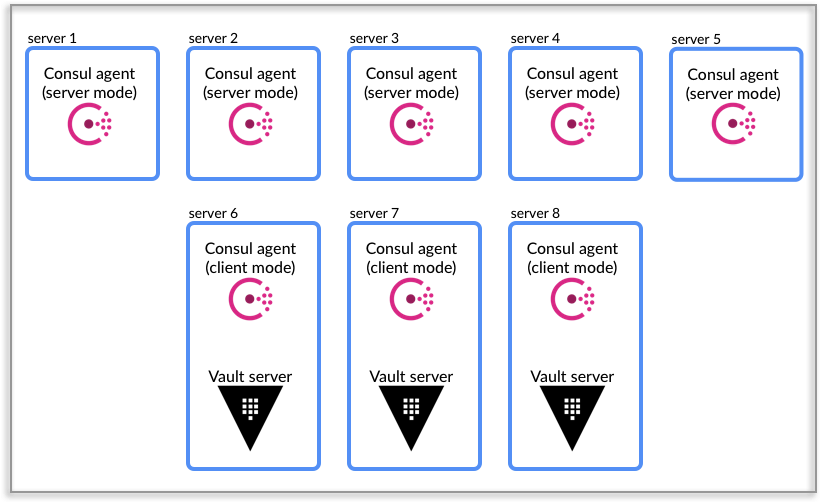 server 1
server 2
server 3
server 4
server 5
Consul agent
(server mode)
Consul agent
(server mode)
Consul agent
(server mode)
Consul agent
(server mode)
Consul agent
(server mode)
server 6
server 7
server 8
Consul agent
(client mode)
Consul agent
(client mode)
Consul agent
(client mode)
Vault server
Vault server
Vault server